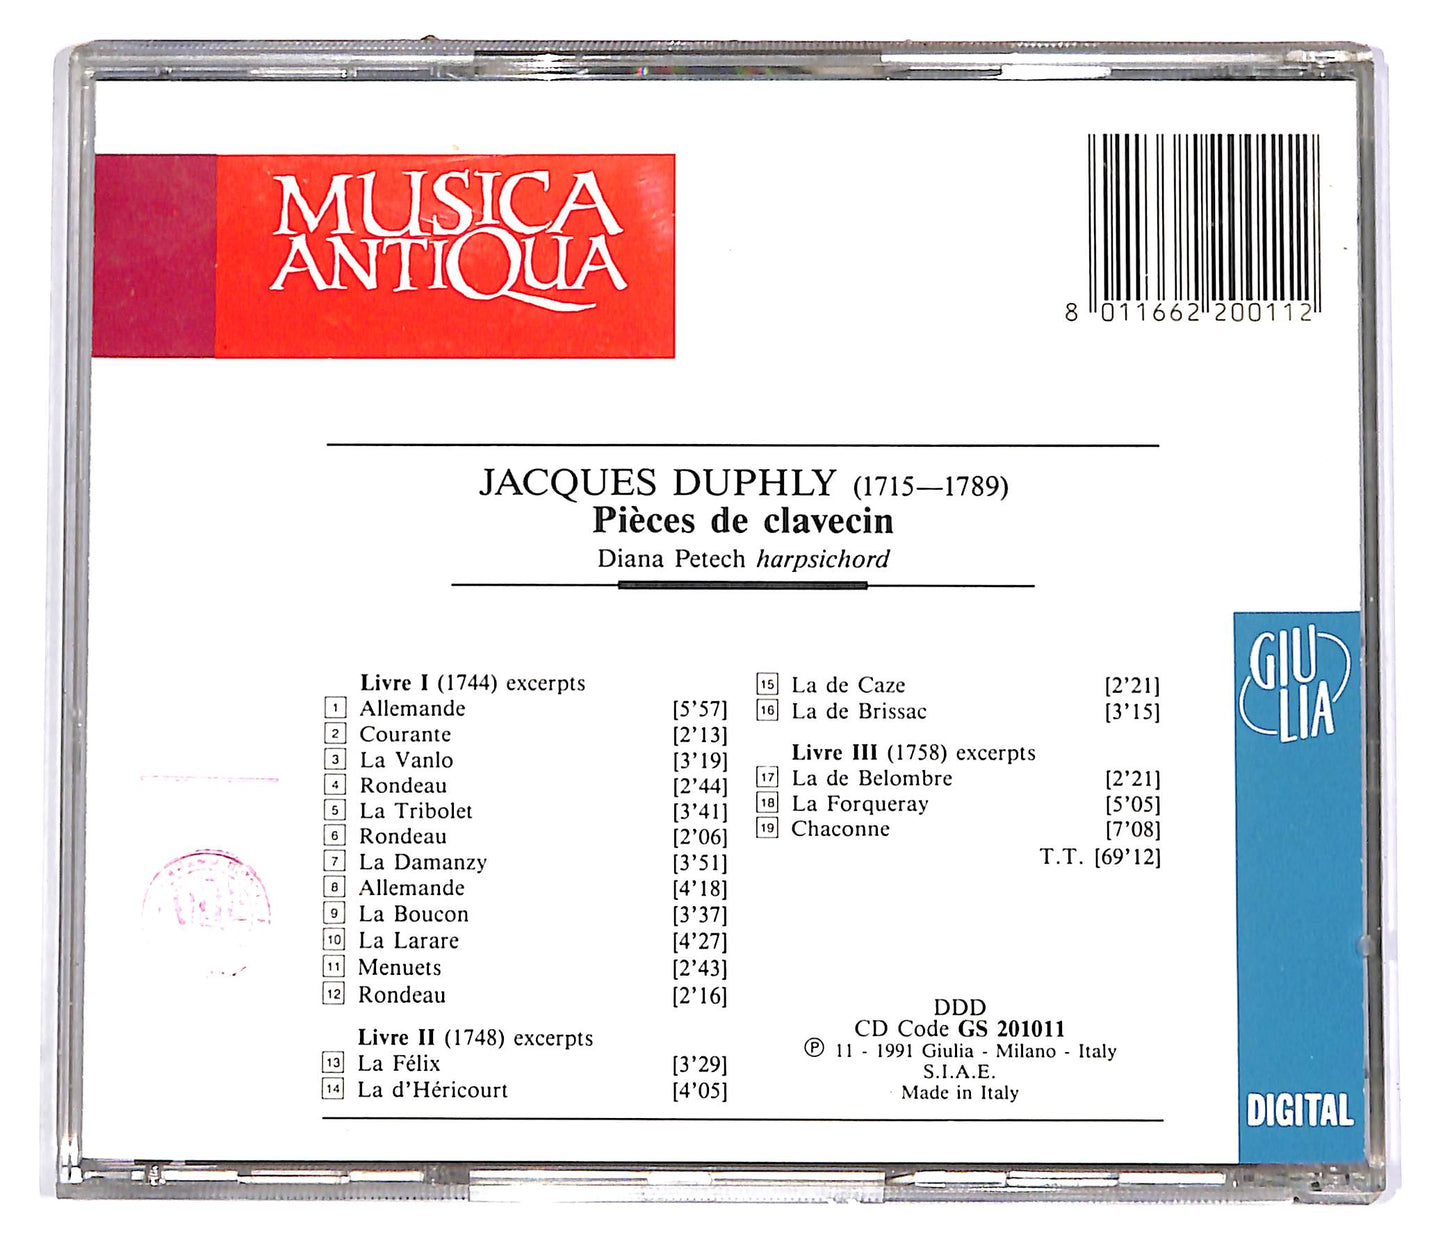 MUSICA
ANTIQUA
8 011662 200112
JACQUES DUPHLY (1715—1789)
Pièces de clavecin
Diana Petech harpsichord
GIU
LIA
Livre I (1744) excerpts
1 Allemande [5’57]
2 Courante [2’13]
3 La Vanlo [3’19]
4 Rondeau [2’44]
5 La Tribolet [3’41]
6 Rondeau [2’06]
7 La Damanzy [3’51]
8 Allemande [4’18]
9 La Boucon [3’37]
10 La Larare [4’27]
11 Menuets [2’43]
12 Rondeau [2’16]
Livre II (1748) excerpts
13 La Félix [3’29]
14 La d’Héricourt [4’05]
15 La de Caze [2’21]
16 La de Brissac [3’15]
Livre III (1758) excerpts
17 La de Belombre [2’21]
18 La Forqueray [5’05]
19 Chaconne [7’08]
T.T. [69’12]
DDD
CD Code GS 201011
Ⓟ 11 - 1991 Giulia - Milano - Italy
S.I.A.E.
Made in Italy
DIGITAL